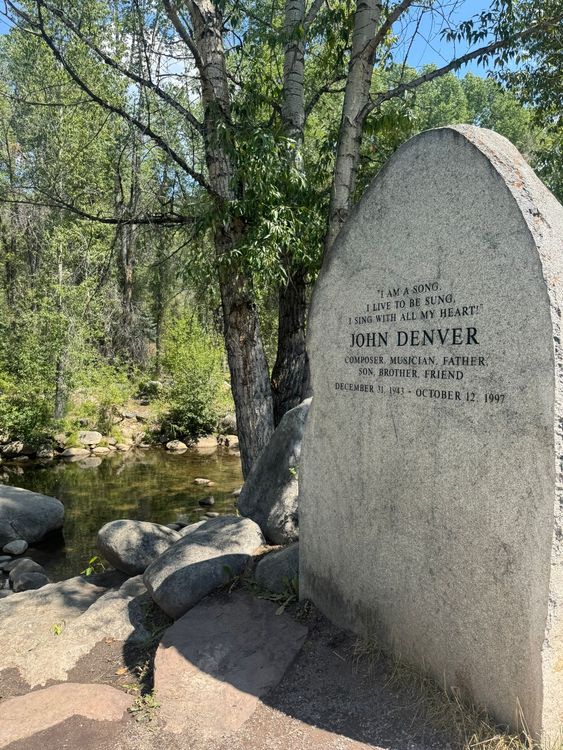 "I AM A SONG,
I LIVE TO BE SUNG,
I SING WITH ALL MY HEART!"
JOHN DENVER
COMPOSER, MUSICIAN, FATHER,
SON, BROTHER, FRIEND
DECEMBER 31, 1943 - OCTOBER 12, 1997